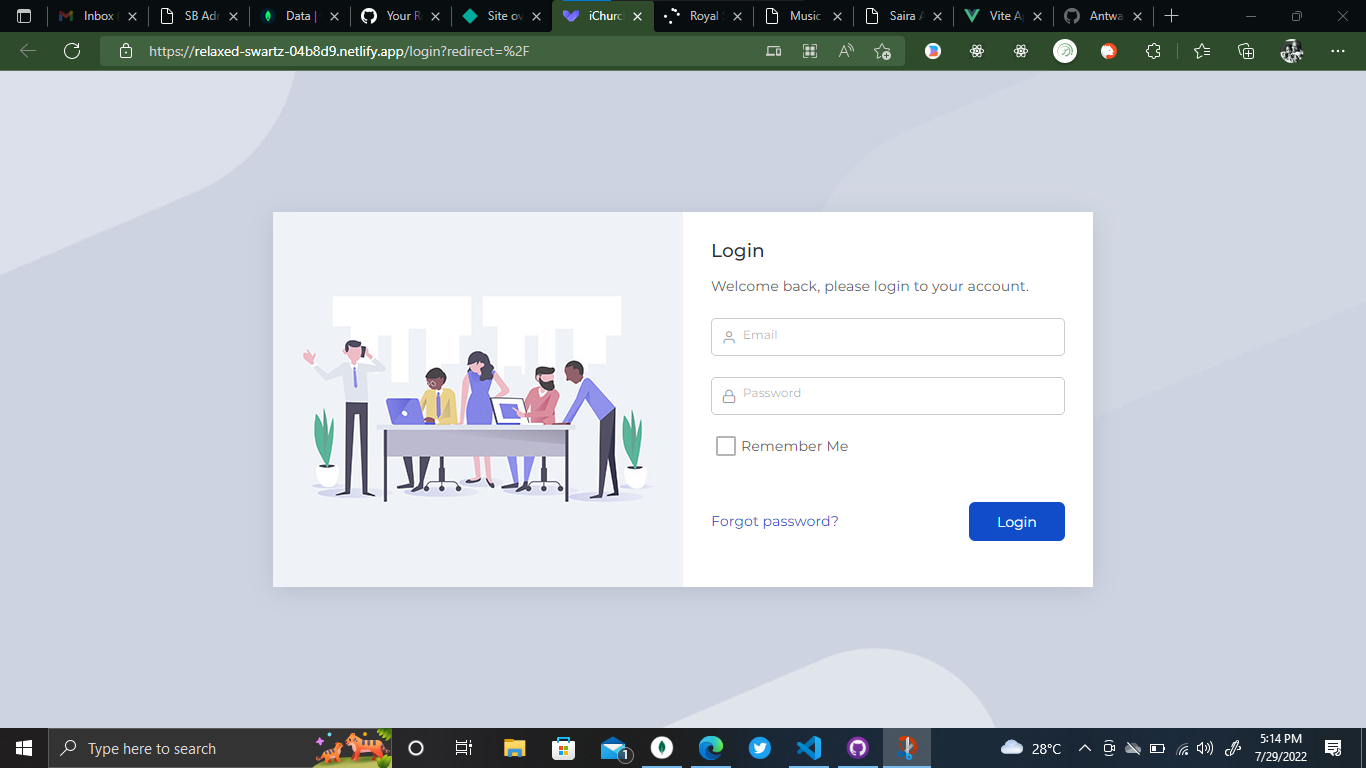 Inbox
SB Adr
Data |
Your R
Site ov
iChurc
Royal
Music
Saira A
Vite A
Antwa
https://relaxed-swartz-04b8d9.netlify.app/login?redirect=%2F
Login
Welcome back, please login to your account.
Email
Password
Remember Me
Forgot password?
Login
Type here to search
1
28°C
5:14 PM
7/29/2022